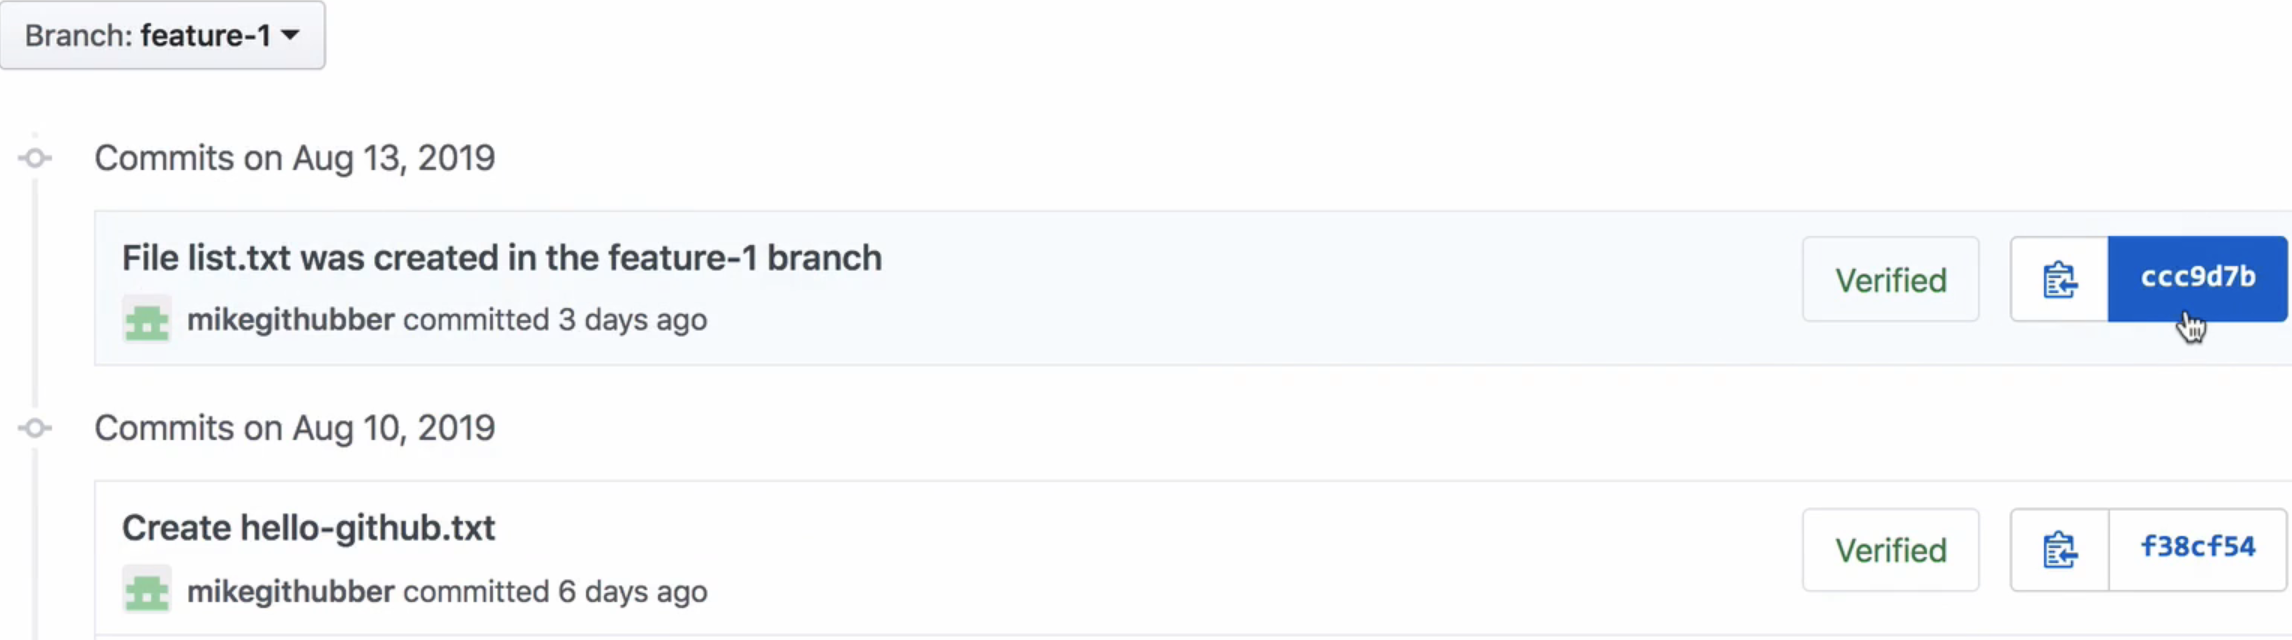 Branch: feature-1
Commits on Aug 13, 2019
File list.txt was created in the feature-1 branch
Verified
ccc9d7b
mikegithubber committed 3 days ago
Commits on Aug 10, 2019
Create hello-github.txt
Verified
f38cf54
mikegithubber committed 6 days ago